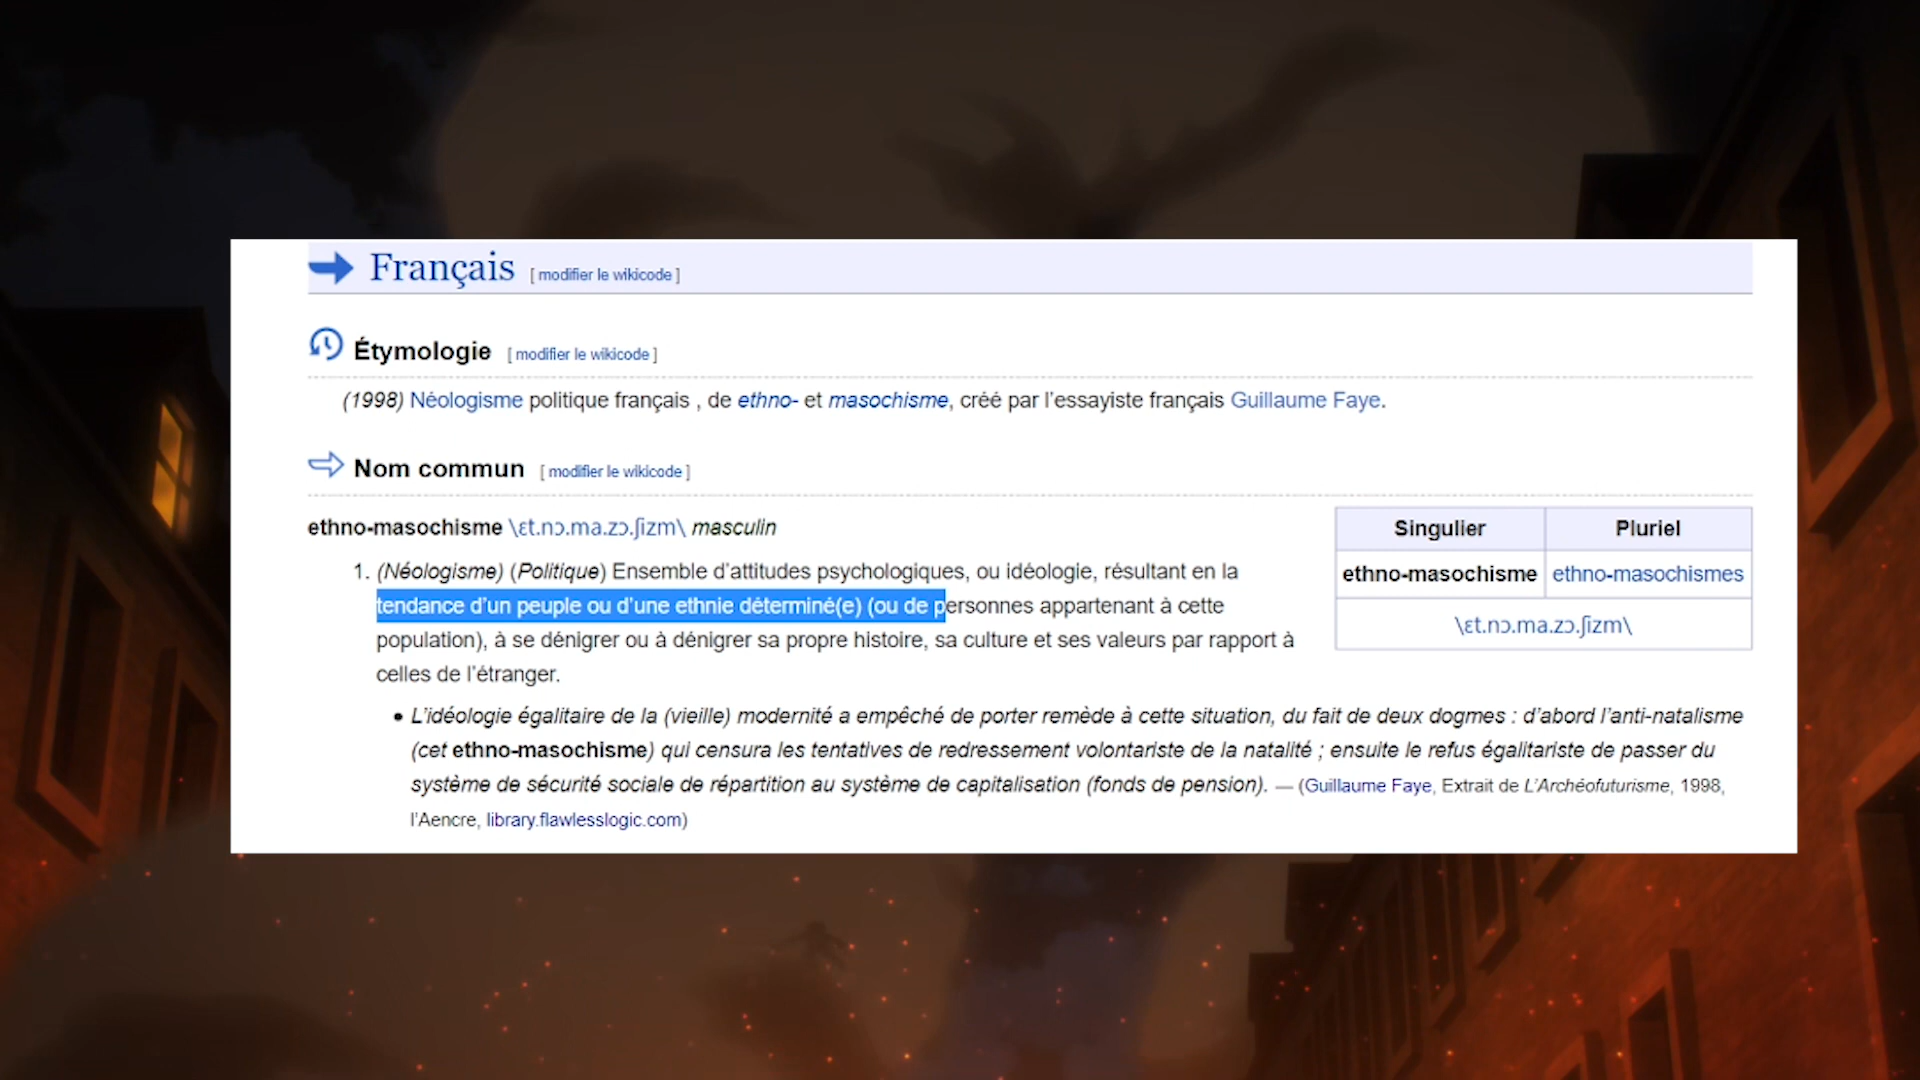 Français [ modifier le wikicode ]
Étymologie [ modifier le wikicode ]
(1998) Néologisme politique français , de ethno- et masochisme, créé par l'essayiste français Guillaume Faye.
Nom commun [ modifier le wikicode ]
ethno-masochisme \ɛt.nɔ.ma.zɔ.ʃizm\ masculin
1. (Néologisme) (Politique) Ensemble d'attitudes psychologiques, ou idéologie, résultant en la
tendance d'un peuple ou d'une ethnie déterminé(e) (ou de personnes appartenant à cette
population), à se dénigrer ou à dénigrer sa propre histoire, sa culture et ses valeurs par rapport à
celles de l'étranger.
Singulier Pluriel
ethno-masochisme ethno-masochismes
\ɛt.nɔ.ma.zɔ.ʃizm\
• L'idéologie égalitaire de la (vieille) modernité a empêché de porter remède à cette situation, du fait de deux dogmes : d'abord l'anti-natalisme
(cet ethno-masochisme) qui censura les tentatives de redressement volontariste de la natalité ; ensuite le refus égalitariste de passer du
système de sécurité sociale de répartition au système de capitalisation (fonds de pension). — (Guillaume Faye, Extrait de L'Archéofuturisme, 1998,
l'Aencre, library.flawlesslogic.com)